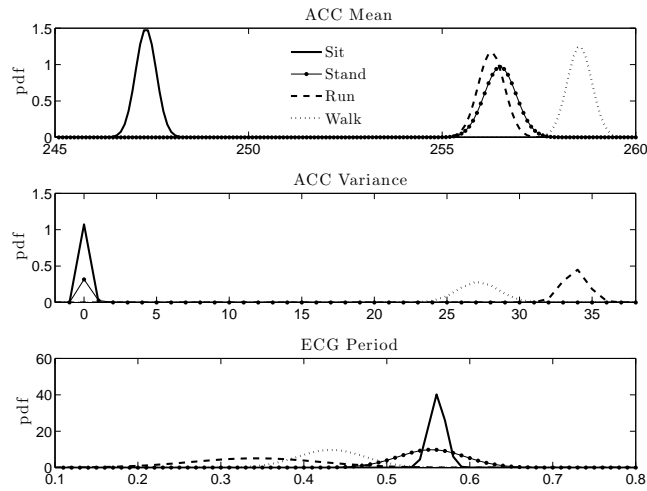 ACC Mean
1.5
1
0.5
0
pdf
Sit
Stand
Run
Walk
245 250 255 260
ACC Variance
1.5
1
0.5
0
pdf
0 5 10 15 20 25 30 35
ECG Period
60
40
20
0
pdf
0.1 0.2 0.3 0.4 0.5 0.6 0.7 0.8